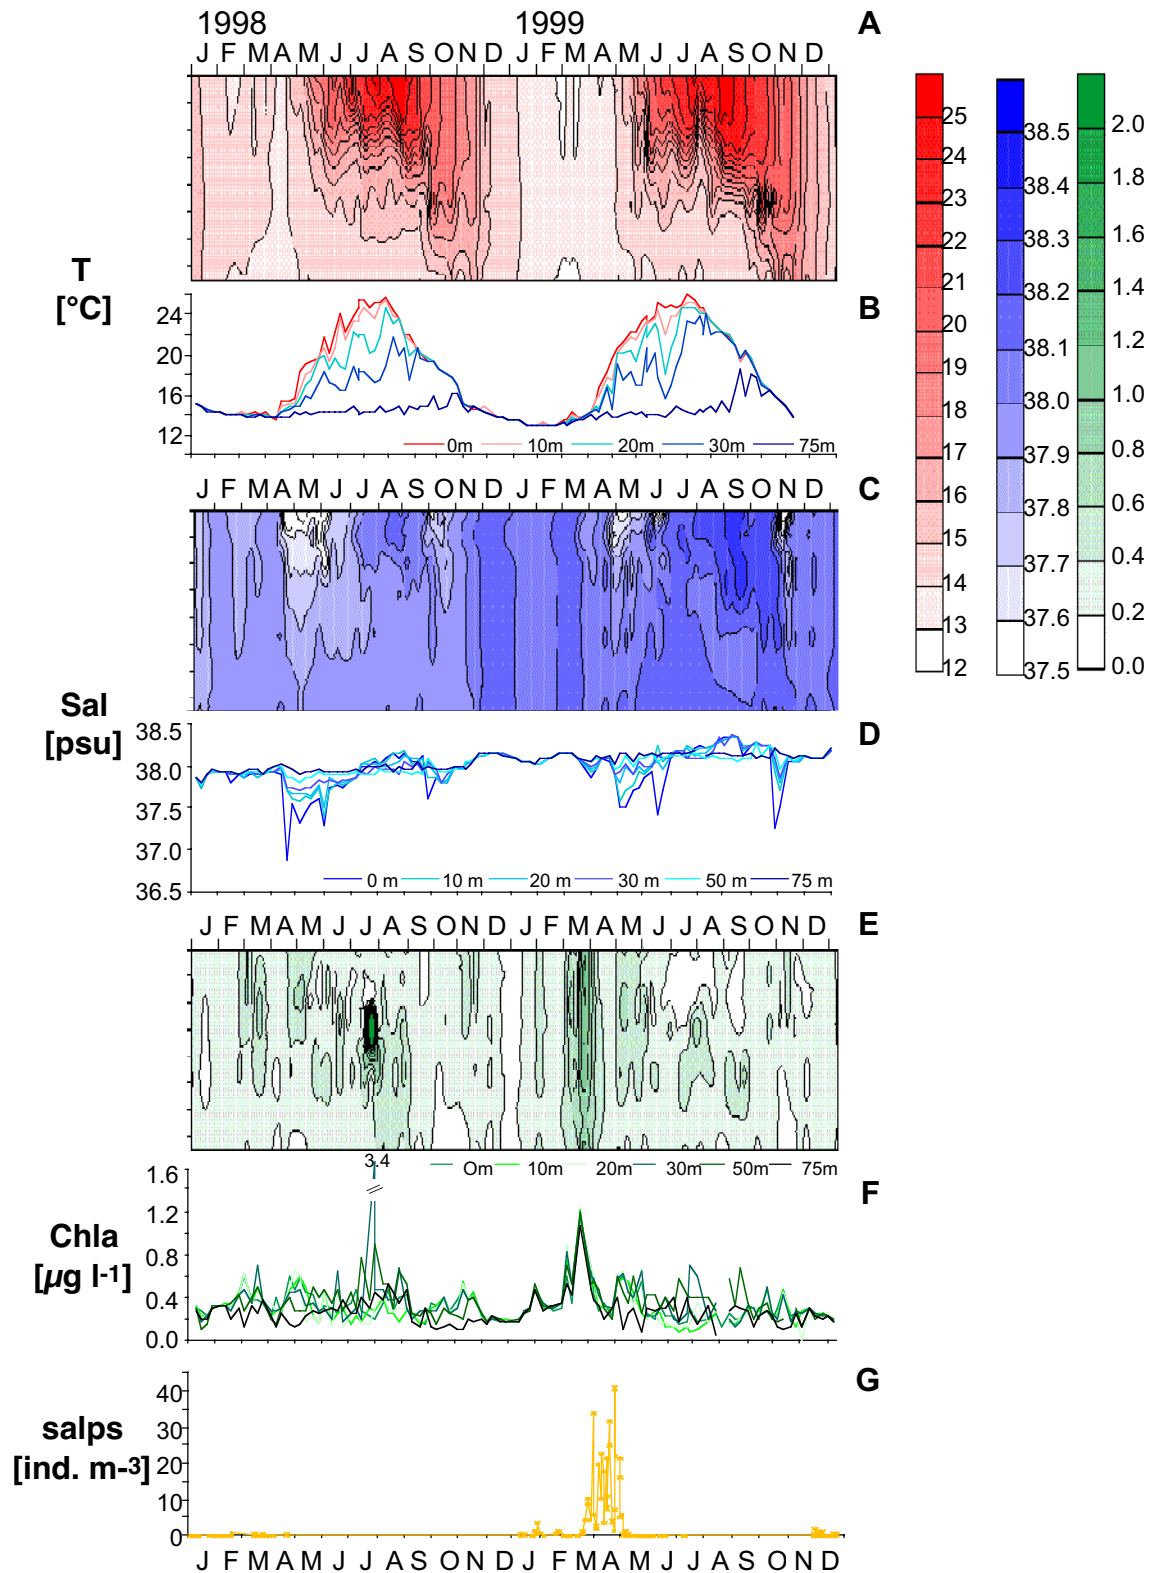 1998 1999 A
J F M A M J J A S O N D J F M A M J J A S O N D
25
24
23
22
21
20
19
18
17
16
15
14
13
12
38.5
38.4
38.3
38.2
38.1
38.0
37.9
37.8
37.7
37.6
37.5
2.0
1.8
1.6
1.4
1.2
1.0
0.8
0.6
0.4
0.2
0.0
T
[°C]
B
24
20
16
12
0m 10m 20m 30m 75m
J F M A M J J A S O N D J F M A M J J A S O N D
C
Sal
[psu]
D
38.5
38.0
37.5
37.0
36.5
0 m 10 m 20 m 30 m 50 m 75 m
J F M A M J J A S O N D J F M A M J J A S O N D
E
3.4
Om 10m 20m 30m 50m 75m
F
1.6
1.2
0.8
0.4
0.0
Chla
[µg l-1]
G
salps
[ind. m-3]
40
30
20
10
0
J F M A M J J A S O N D J F M A M J J A S O N D